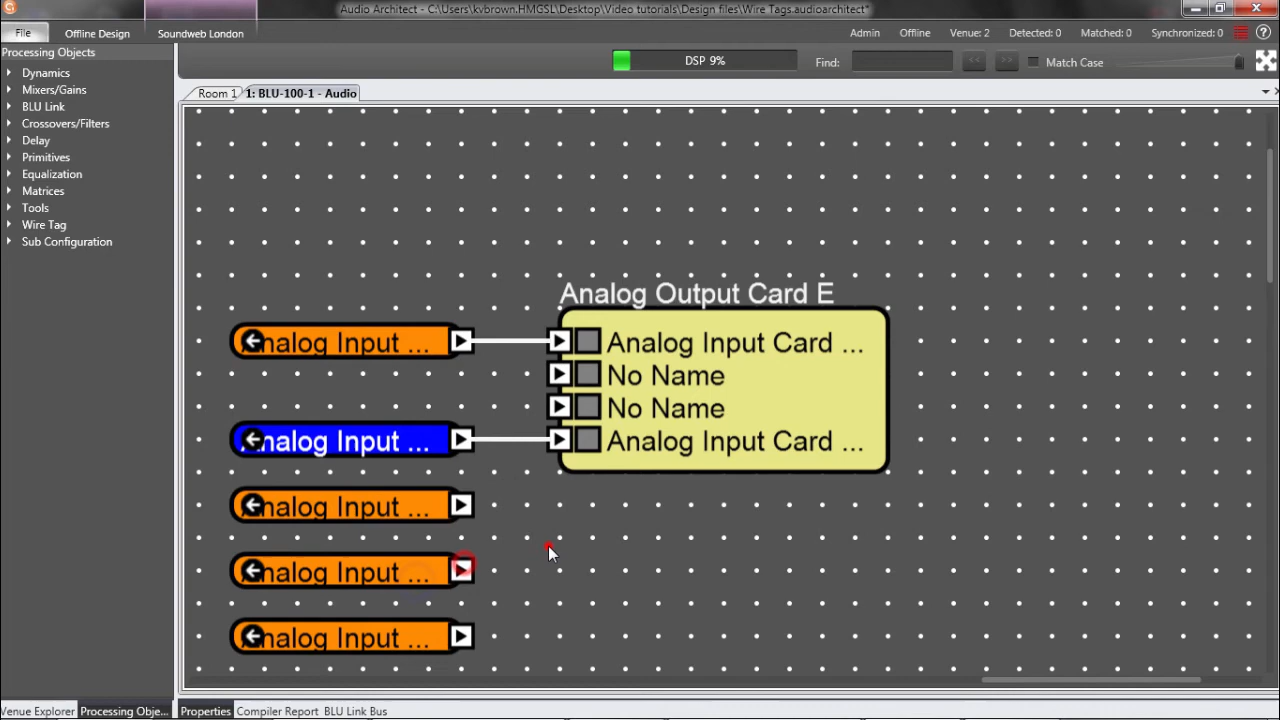 Audio Architect - C:\Users\kvbrown.HMGSL\Desktop\Video tutorials\Design files\Wire Tags.audioarchitect*
File
Offline Design
Soundweb London
Admin
Offline
Venue: 2
Detected: 0
Matched: 0
Synchronized: 0
Processing Objects
DSP 9%
Find:
Match Case
Dynamics
Mixers/Gains
BLU Link
Crossovers/Filters
Delay
Primitives
Equalization
Matrices
Tools
Wire Tag
Sub Configuration
Room 1
1: BLU-100-1 - Audio
Analog Output Card E
Analog Input ...
Analog Input Card ...
No Name
No Name
Analog Input ...
Analog Input Card ...
Analog Input ...
Analog Input ...
Analog Input ...
Venue Explorer
Processing Obje...
Properties
Compiler Report
BLU Link Bus